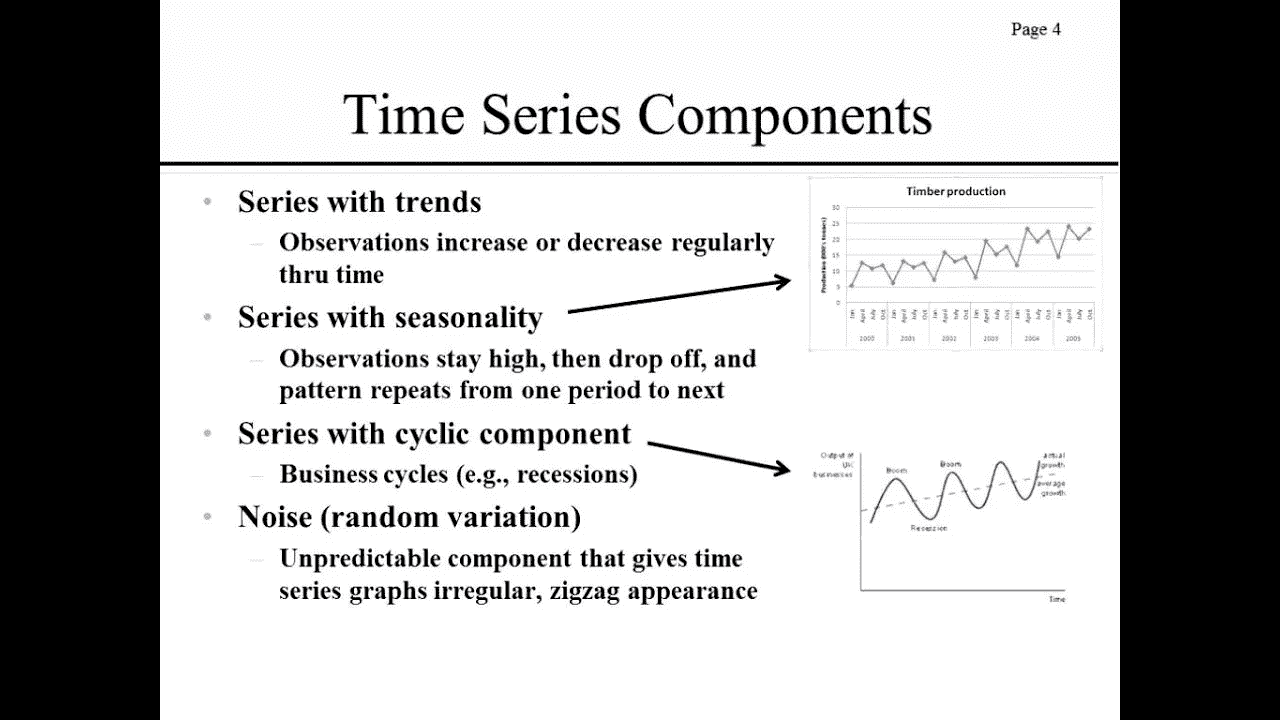 Page 4
Time Series Components
• Series with trends
– Observations increase or decrease regularly
thru time
• Series with seasonality
– Observations stay high, then drop off, and
pattern repeats from one period to next
• Series with cyclic component
– Business cycles (e.g., recessions)
• Noise (random variation)
– Unpredictable component that gives time
series graphs irregular, zigzag appearance
Timber production
30
25
20
15
10
5
0
Jan April July Oct Jan April July Oct Jan April July Oct Jan April July Oct Jan April July Oct Jan April July Oct
2000 2001 2002 2003 2004 2005
Output of
UK
businesses
Boom
Boom
Recession
actual
growth
average
growth
Time